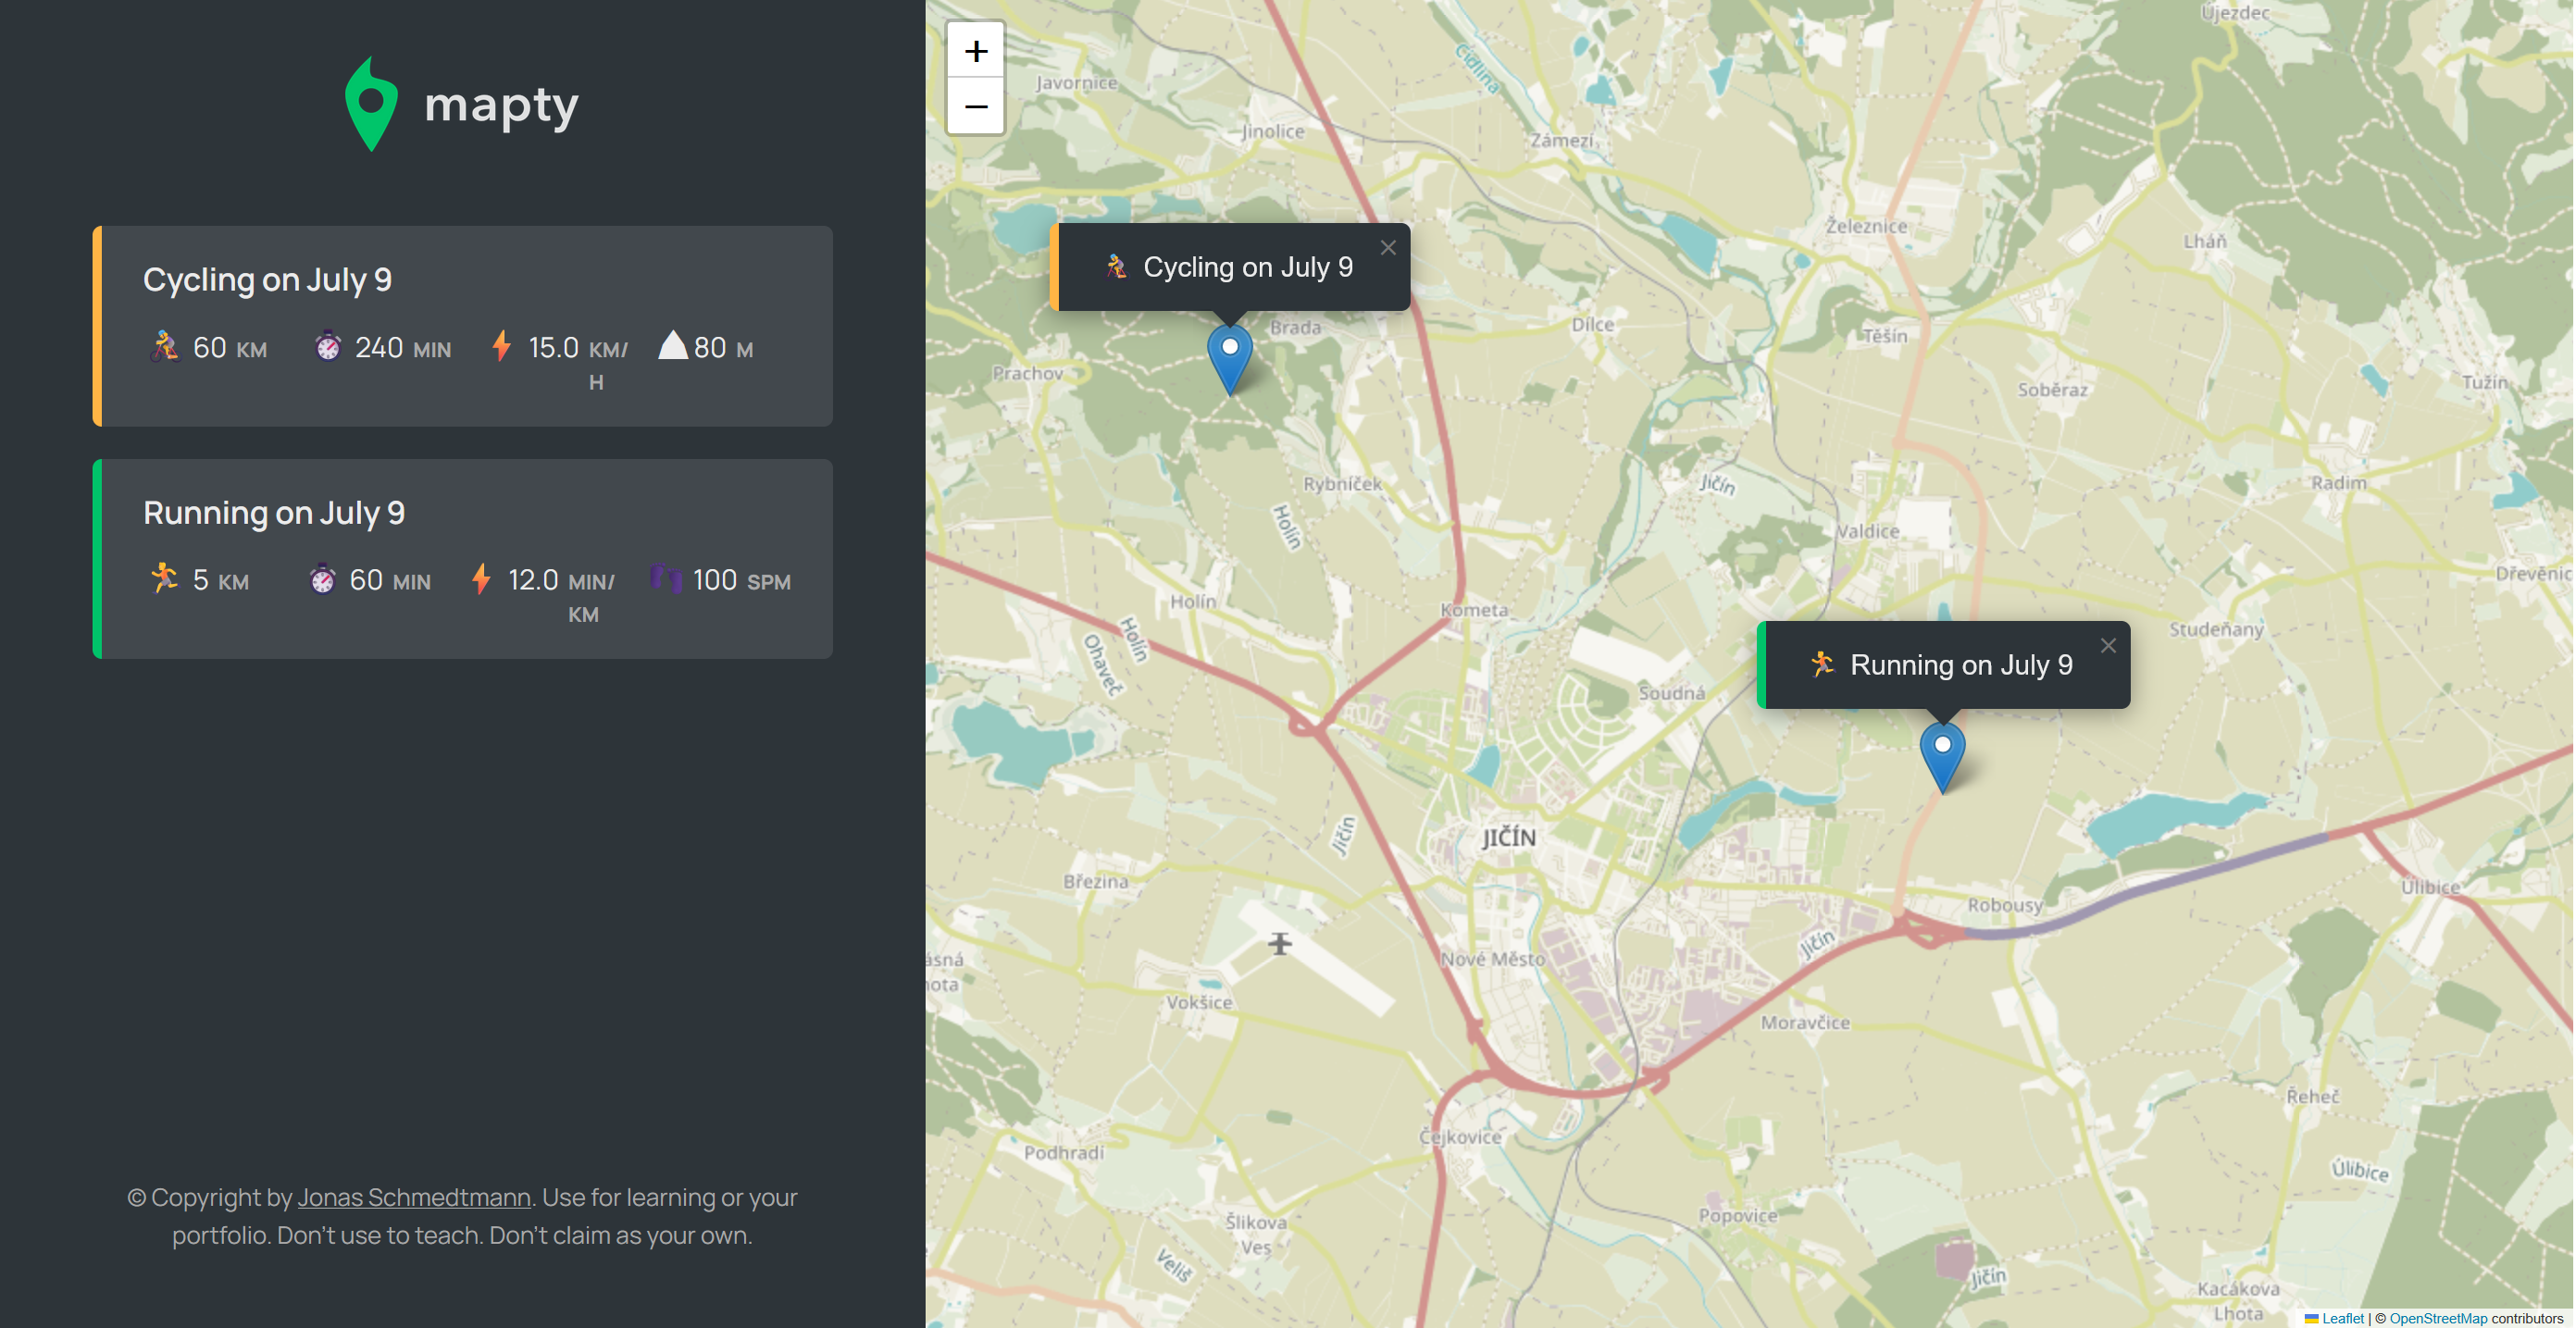 mapty
Cycling on July 9
60 KM
240 MIN
15.0 KM/
H
80 M
Running on July 9
5 KM
60 MIN
12.0 MIN/
KM
100 SPM
© Copyright by Jonas Schmedtmann. Use for learning or your
portfolio. Don't use to teach. Don't claim as your own.
+
−
Újezdec
Cidlina
Javornice
Jinolice
Zámezí
Železnice
Lháň
Cycling on July 9
×
Brada
Dílce
Těšín
Prachov
Soběraz
Tužín
Rybníček
Jičín
Radim
Holín
Valdice
Dřevěnic
Holín
Kometa
Holín
Ohaveč
Studeňany
Running on July 9
×
Soudná
JIČÍN
Jičín
Březina
Úlibice
Robousy
Jičín
ásná
hota
Nové Město
Vokšice
Moravčice
Řeheč
Čejkovice
Podhradí
Úlibice
Popovice
Šlikova
Ves
Veliš
Jičín
Kacákova
Lhota
Leaflet | © OpenStreetMap contributors